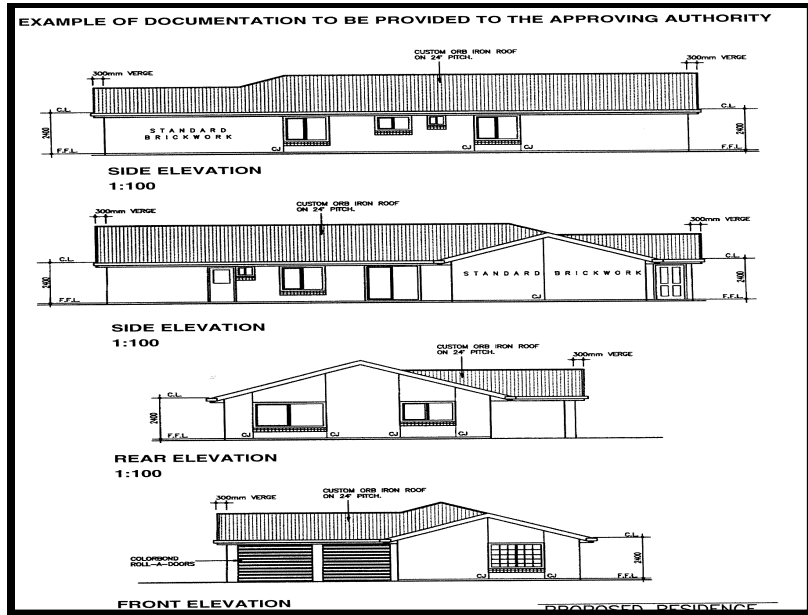 EXAMPLE OF DOCUMENTATION TO BE PROVIDED TO THE APPROVING AUTHORITY
CUSTOM ORB IRON ROOF
ON 24° PITCH.
300mm VERGE
300mm VERGE
C.L.
C.L.
2400
STANDARD
BRICKWORK
2400
F.F.L.
CJ
CJ
CJ
F.F.L.
SIDE ELEVATION
1:100
CUSTOM ORB IRON ROOF
ON 24° PITCH.
300mm VERGE
300mm VERGE
C.L.
C.L.
2400
STANDARD BRICKWORK
2400
F.F.L.
CJ
F.F.L.
SIDE ELEVATION
1:100
CUSTOM ORB IRON ROOF
ON 24° PITCH.
300mm VERGE
C.L.
2400
F.F.L.
CJ
CJ
CJ
CJ
REAR ELEVATION
1:100
CUSTOM ORB IRON ROOF
ON 24° PITCH.
300mm VERGE
C.L.
COLORBOND
ROLL-A-DOORS
2400
CJ
CJ
F.F.L.
FRONT ELEVATION
PROPOSED RESIDENCE